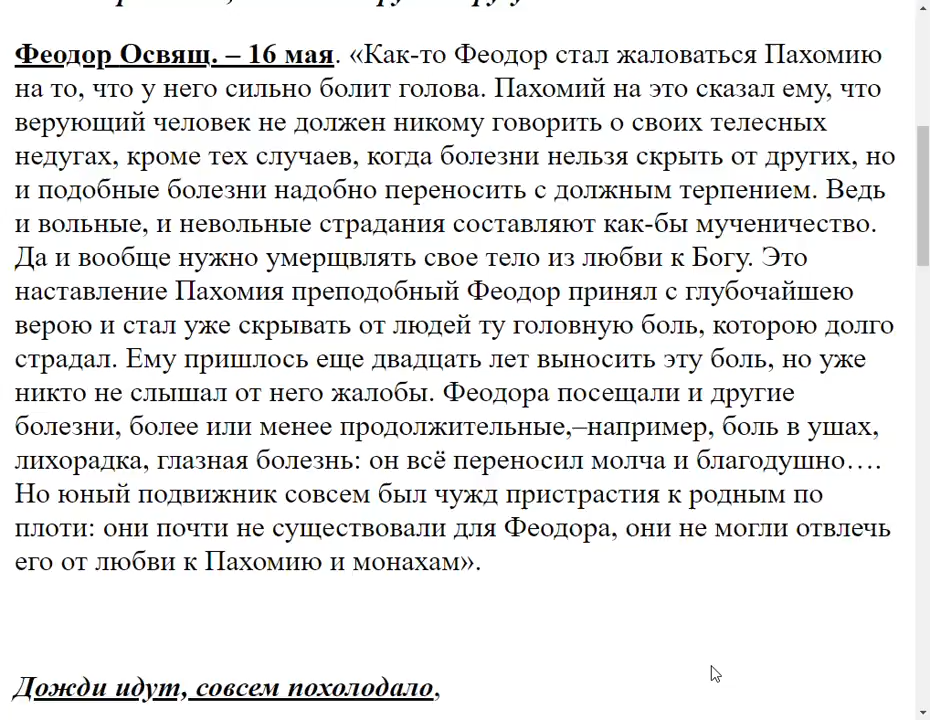 Феодор Освящ. – 16 мая. «Как-то Феодор стал жаловаться Пахомию
на то, что у него сильно болит голова. Пахомий на это сказал ему, что
верующий человек не должен никому говорить о своих телесных
недугах, кроме тех случаев, когда болезни нельзя скрыть от других, но
и подобные болезни надобно переносить с должным терпением. Ведь
и вольные, и невольные страдания составляют как-бы мученичество.
Да и вообще нужно умерщвлять свое тело из любви к Богу. Это
наставление Пахомия преподобный Феодор принял с глубочайшею
верою и стал уже скрывать от людей ту головную боль, которою долго
страдал. Ему пришлось еще двадцать лет выносить эту боль, но уже
никто не слышал от него жалобы. Феодора посещали и другие
болезни, более или менее продолжительные,–например, боль в ушах,
лихорадка, глазная болезнь: он всё переносил молча и благодушно….
Но юный подвижник совсем был чужд пристрастия к родным по
плоти: они почти не существовали для Феодора, они не могли отвлечь
его от любви к Пахомию и монахам».
Дожди идут, совсем похолодало,